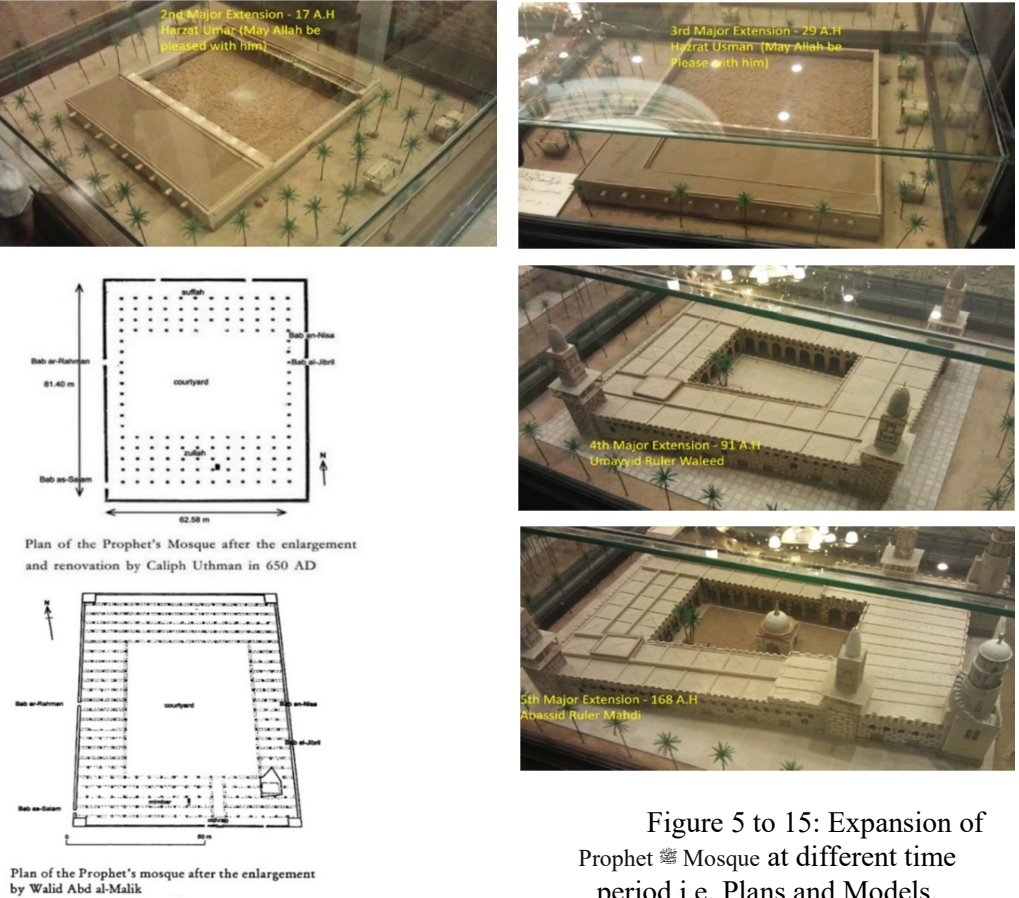 2nd Major Extension - 17 A.H
Harzat Umar (May Allah be
pleased with him)
3rd Major Extension - 29 A.H
Hazrat Usman (May Allah be
Please with him)
suffah
Bab an-Nisa
Bab ar-Rahman
Bab al-Jibril
81.40 m
courtyard
zullah
N
Bab as-Salam
62.58 m
Plan of the Prophet's Mosque after the enlargement
and renovation by Caliph Uthman in 650 AD
4th Major Extension - 91 A.H
Umayyid Ruler Waleed
N
Bab ar-Rahman
courtyard
Bab an-Nisa
Bab al-Jibril
mimber
Bab as-Salam
mihrab
0
50 m
Plan of the Prophet's mosque after the enlargement
by Walid Abd al-Malik
5th Major Extension - 168 A.H
Abassid Ruler Mahdi
Figure 5 to 15: Expansion of
Prophet ﷺ Mosque at different time
period i.e. Plans and Models